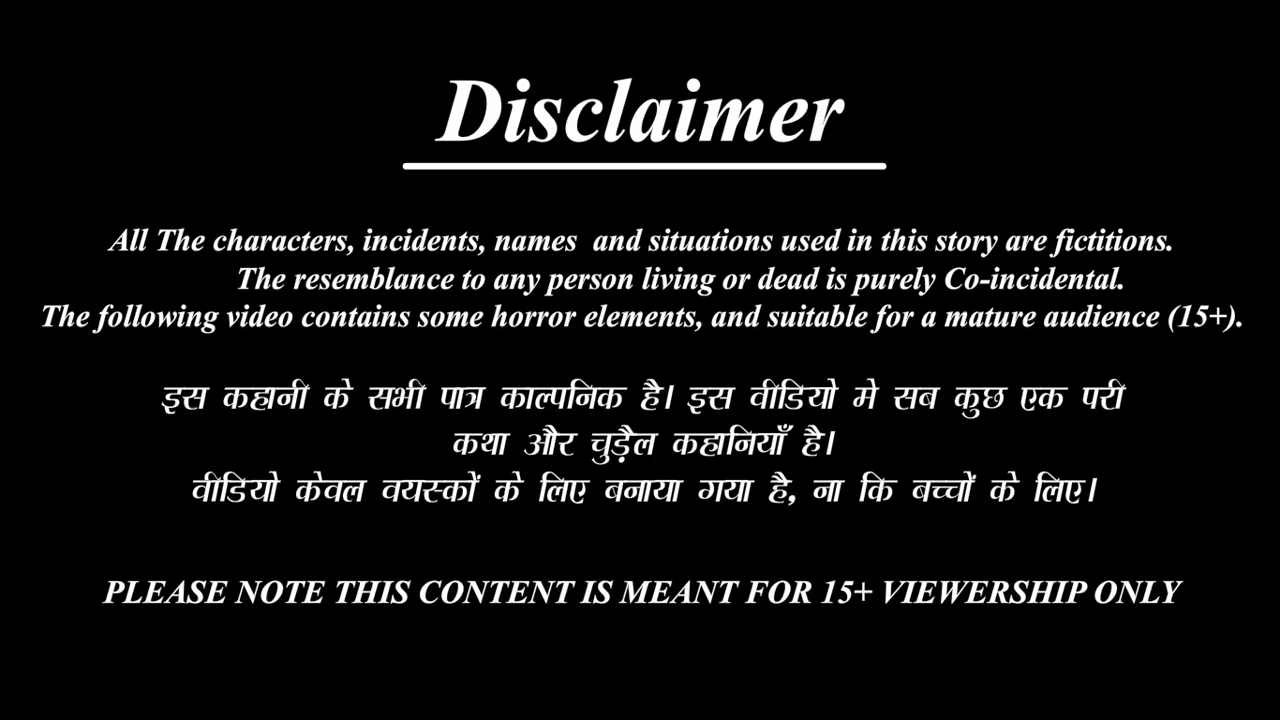 Disclaimer
All The characters, incidents, names and situations used in this story are fictitions.
The resemblance to any person living or dead is purely Co-incidental.
The following video contains some horror elements, and suitable for a mature audience (15+).
इस कहानी के सभी पात्र काल्पनिक है। इस वीडियो मे सब कुछ एक परी
कथा और चुड़ैल कहानियाँ है।
वीडियो केवल वयस्कों के लिए बनाया गया है, ना कि बच्चों के लिए।
PLEASE NOTE THIS CONTENT IS MEANT FOR 15+ VIEWERSHIP ONLY